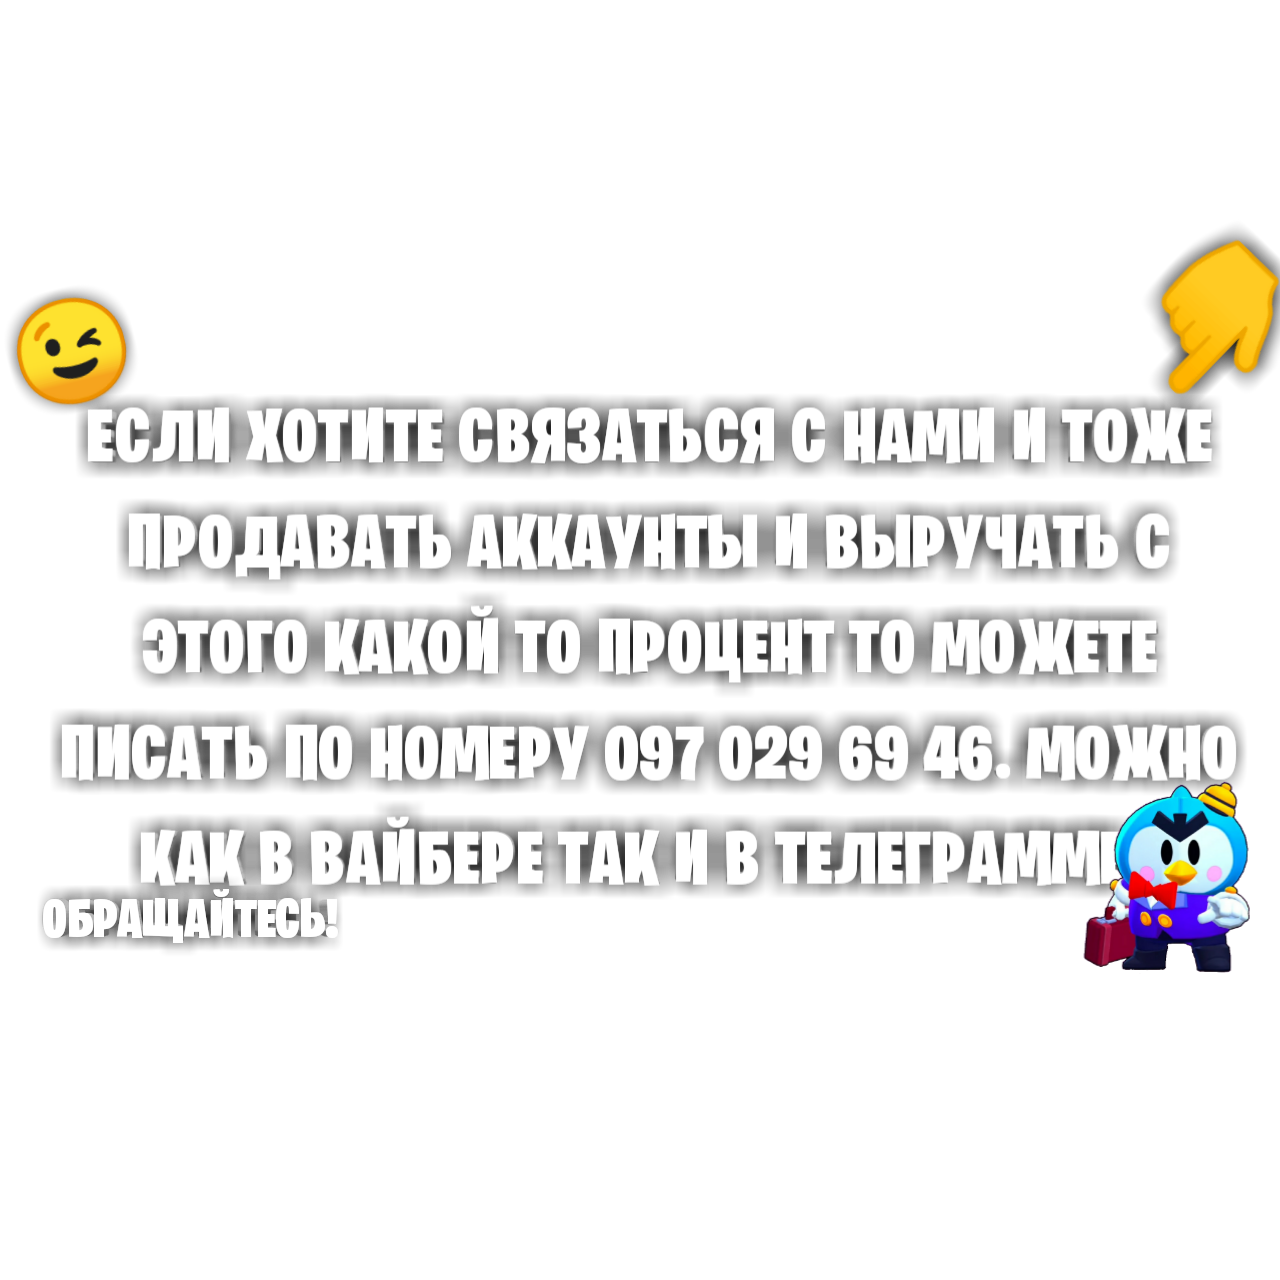 ЕСЛИ ХОТИТЕ СВЯЗАТЬСЯ С НАМИ И ТОЖЕ
ПРОДАВАТЬ АККАУНТЫ И ВЫРУЧАТЬ С
ЭТОГО КАКОЙ ТО ПРОЦЕНТ ТО МОЖЕТЕ
ПИСАТЬ ПО НОМЕРУ 097 029 69 46. МОЖНО
КАК В ВАЙБЕРЕ ТАК И В ТЕЛЕГРАММ
ОБРАЩАЙТЕСЬ!